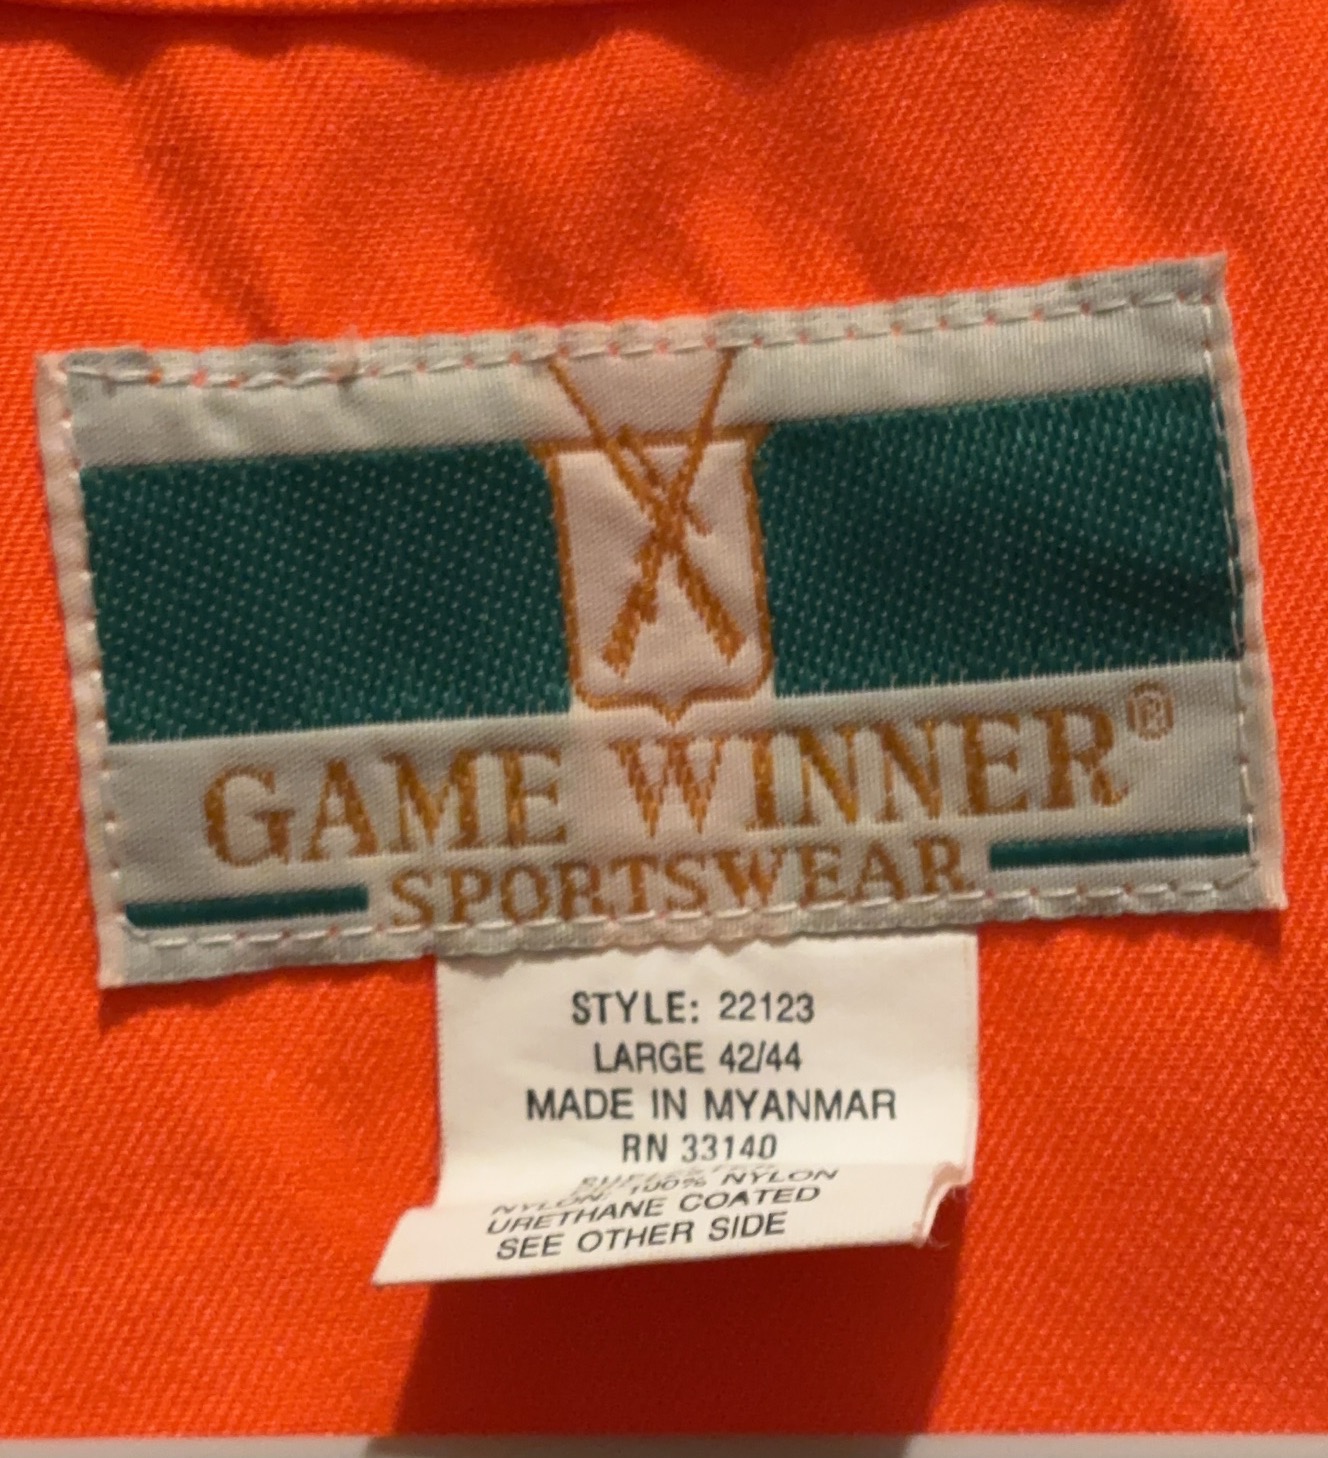 GAME WINNER®
SPORTSWEAR
STYLE: 22123
LARGE 42/44
MADE IN MYANMAR
RN 33140
NYLON: 100% NYLON
URETHANE COATED
SEE OTHER SIDE